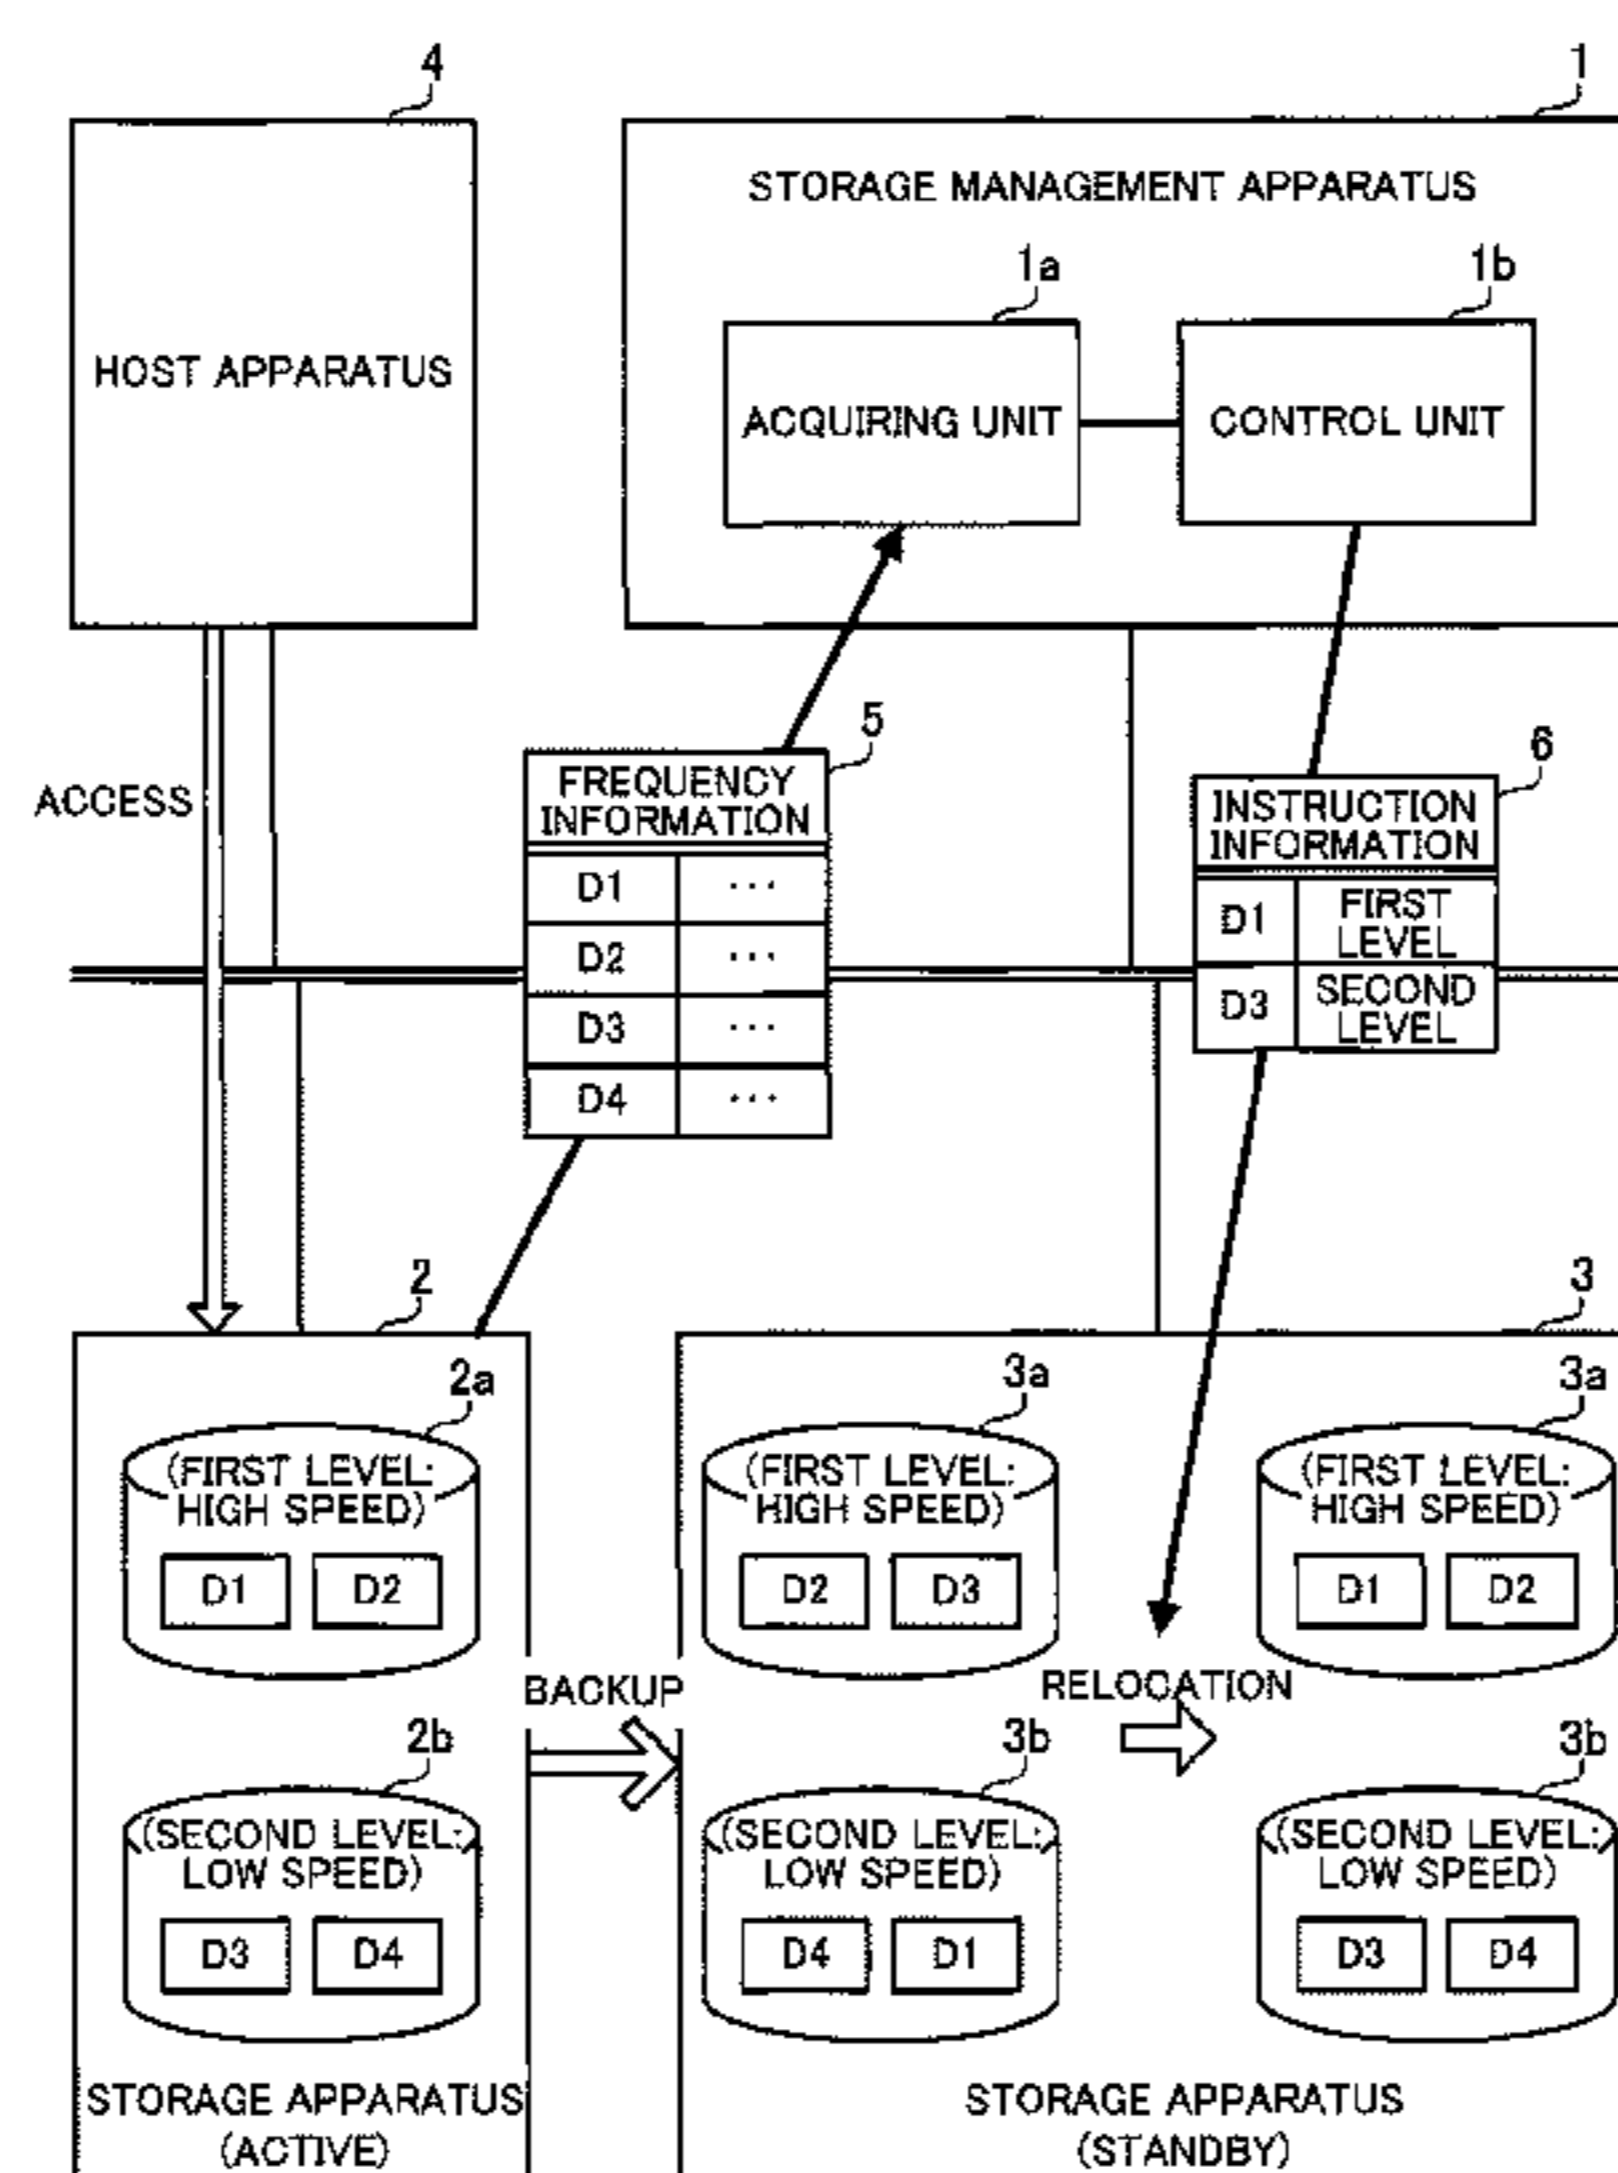 4
1
STORAGE MANAGEMENT APPARATUS
1a
1b
HOST APPARATUS
ACQUIRING UNIT
CONTROL UNIT
5
6
ACCESS
FREQUENCY
INFORMATION
D1 ...
D2 ...
D3 ...
D4 ...
INSTRUCTION
INFORMATION
D1
FIRST
LEVEL
D3
SECOND
LEVEL
2
3
2a
(FIRST LEVEL:
HIGH SPEED)
D1 D2
2b
(SECOND LEVEL:
LOW SPEED)
D3 D4
STORAGE APPARATUS
(ACTIVE)
BACKUP
3a
(FIRST LEVEL:
HIGH SPEED)
D2 D3
3b
(SECOND LEVEL:
LOW SPEED)
D4 D1
RELOCATION
3a
(FIRST LEVEL:
HIGH SPEED)
D1 D2
3b
(SECOND LEVEL:
LOW SPEED)
D3 D4
STORAGE APPARATUS
(STANDBY)